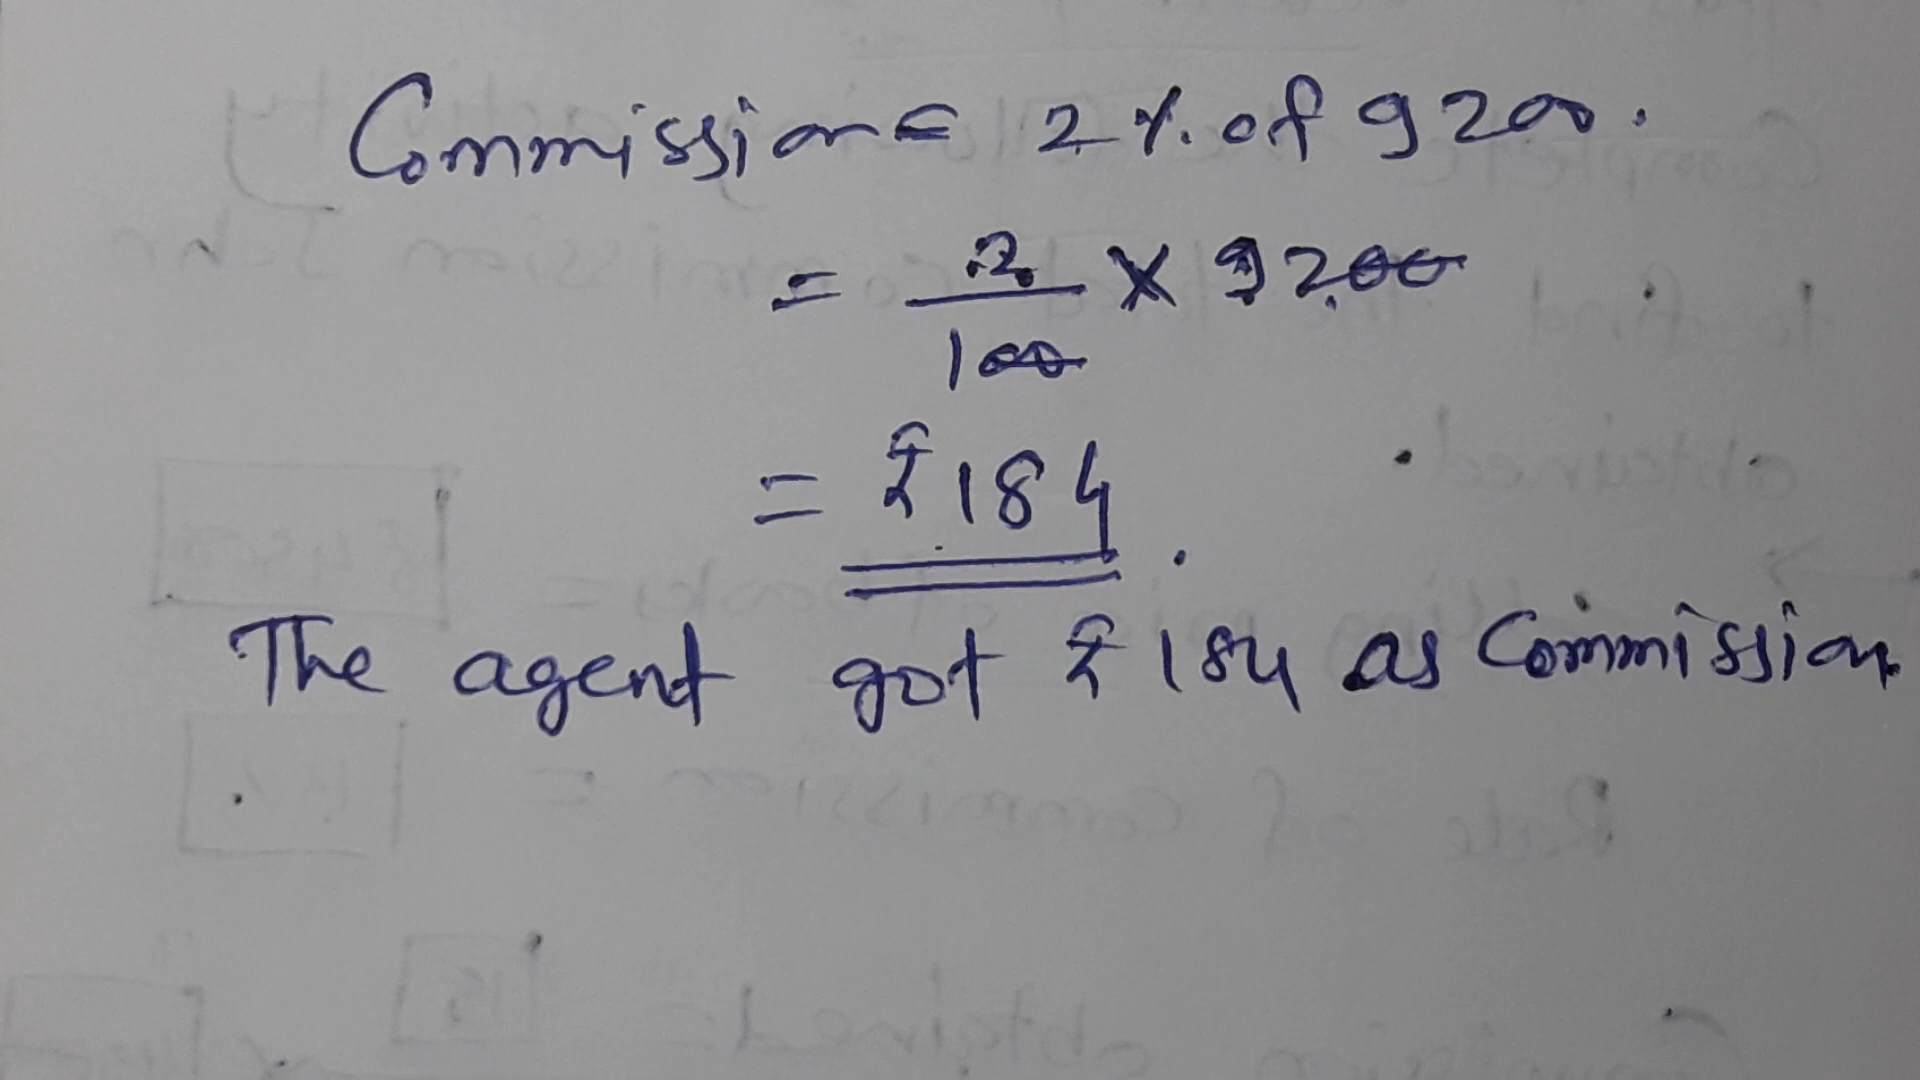 Commission = 2% of 9200.
= 2/100 × 9200
= ₹184.
The agent got ₹184 as Commission